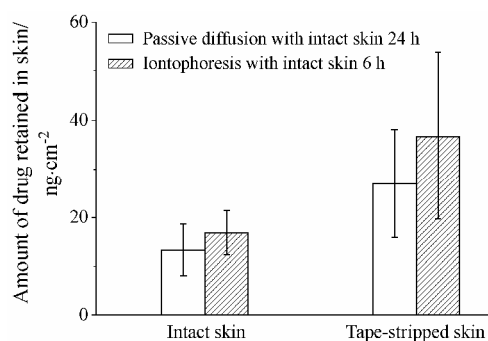 Amount of drug retained in skin/
ng·cm⁻²
60
40
20
0
Passive diffusion with intact skin 24 h
Iontophoresis with intact skin 6 h
Intact skin
Tape-stripped skin